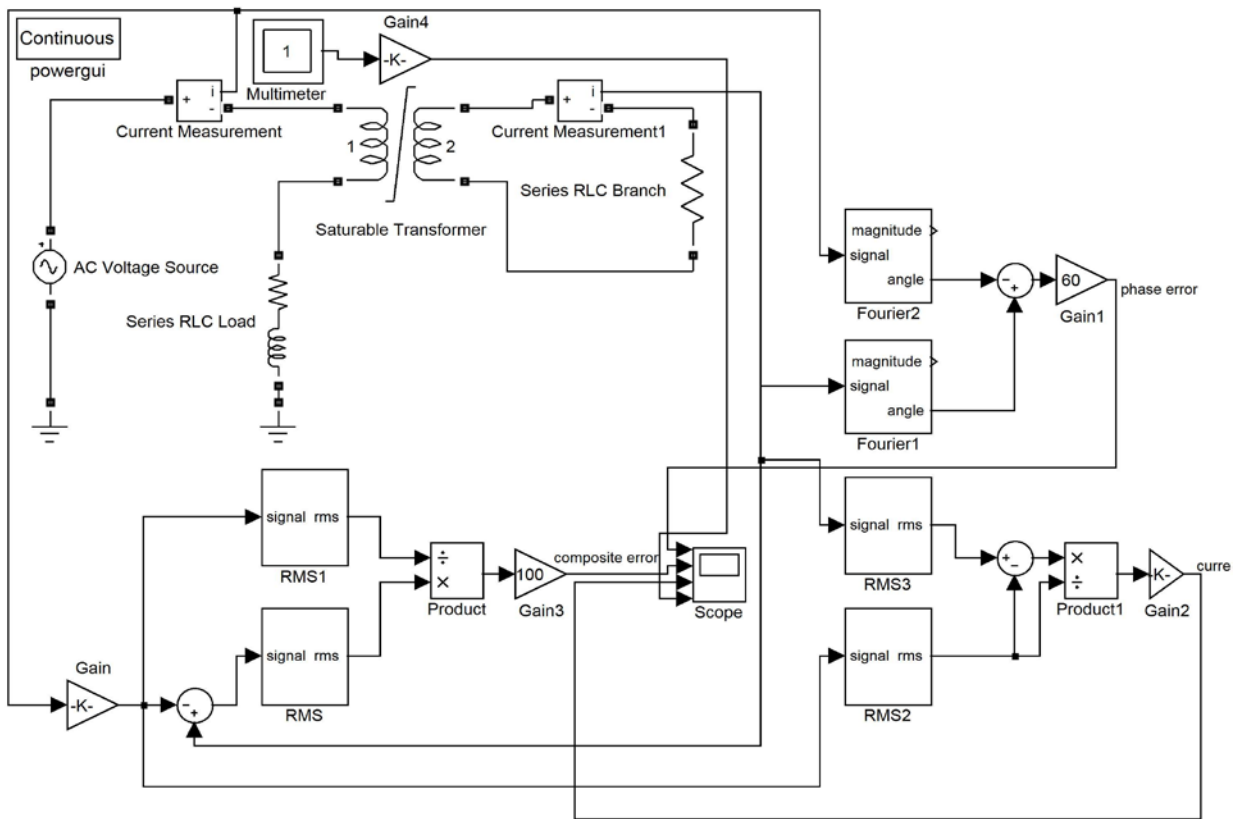 Continuous
powergui
Gain4
-K-
1
Multimeter
+
i
-
Current Measurement
+
i
-
Current Measurement1
1
2
Saturable Transformer
Series RLC Branch
AC Voltage Source
Series RLC Load
magnitude
signal
angle
Fourier2
-
+
60
Gain1
phase error
magnitude
signal
angle
Fourier1
signal rms
RMS1
÷
×
Product
100
Gain3
composite error
Scope
signal rms
RMS3
+
-
×
÷
Product1
-K-
Gain2
curre
Gain
-K-
-
+
signal rms
RMS
signal rms
RMS2